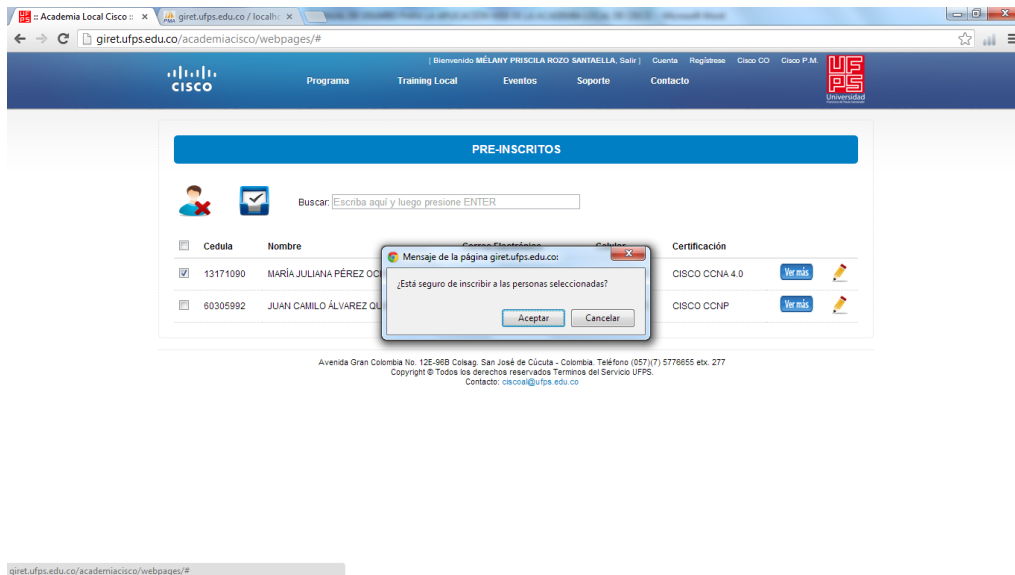 :: Academia Local Cisco ::
giret.ufps.edu.co / localho
giret.ufps.edu.co/academiacisco/webpages/#
[ Bienvenido MÉLANY PRISCILA ROZO SANTAELLA, Salir ] Cuenta Regístrese Cisco CO Cisco P.M.
CISCO
Programa Training Local Eventos Soporte Contacto
UFPS
Universidad
PRE-INSCRITOS
Buscar: Escriba aquí y luego presione ENTER
Cedula Nombre Correo Electrónico Celular Certificación
Mensaje de la página giret.ufps.edu.co:
13171090 MARÍA JULIANA PÉREZ OC CISCO CCNA 4.0 Ver más
¿Está seguro de inscribir a las personas seleccionadas?
60305992 JUAN CAMILO ÁLVAREZ QU CISCO CCNP Ver más
Aceptar Cancelar
Avenida Gran Colombia No. 12E-96B Colsag. San José de Cúcuta - Colombia. Teléfono (057)(7) 5776655 etx. 277
Copyright © Todos los derechos reservados Terminos del Servicio UFPS.
Contacto: ciscoal@ufps.edu.co
giret.ufps.edu.co/academiacisco/webpages/#